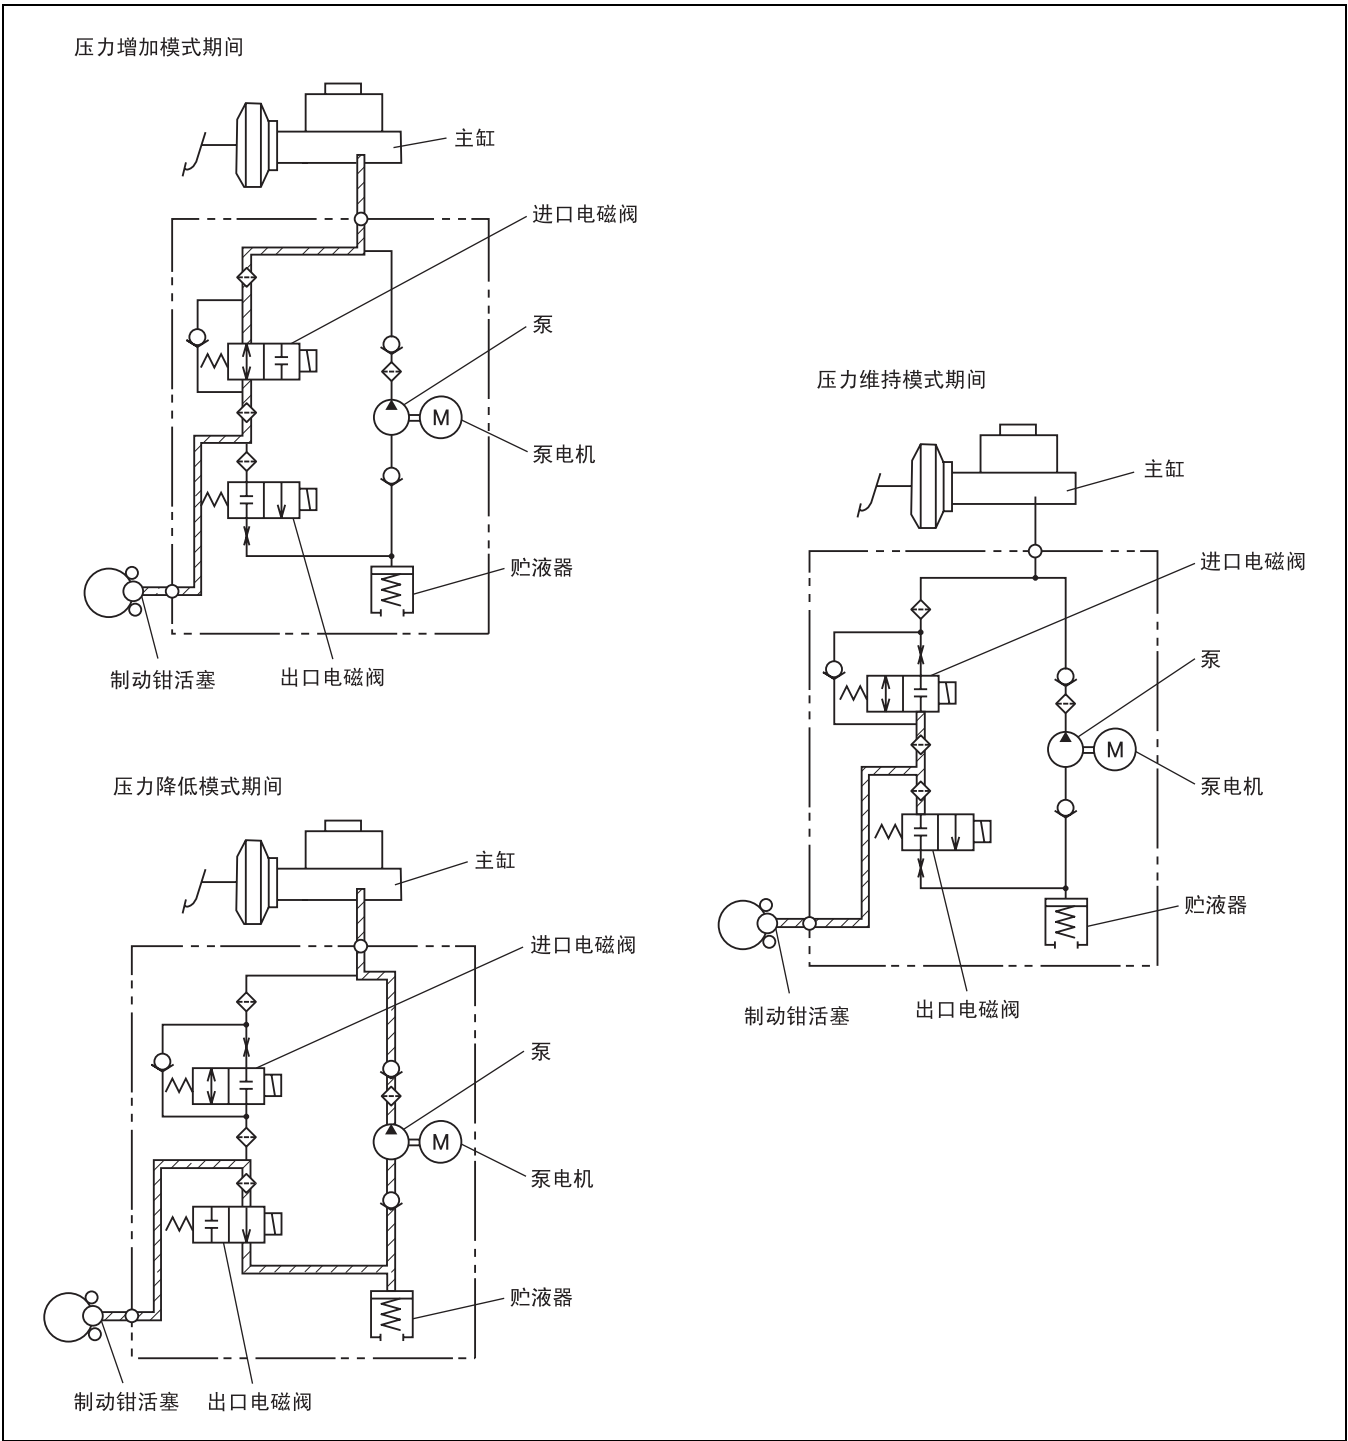 压力增加模式期间
主缸
进口电磁阀
泵
M
泵电机
贮液器
制动钳活塞
出口电磁阀
压力维持模式期间
主缸
进口电磁阀
泵
M
泵电机
贮液器
制动钳活塞
出口电磁阀
压力降低模式期间
主缸
进口电磁阀
泵
M
泵电机
贮液器
制动钳活塞
出口电磁阀